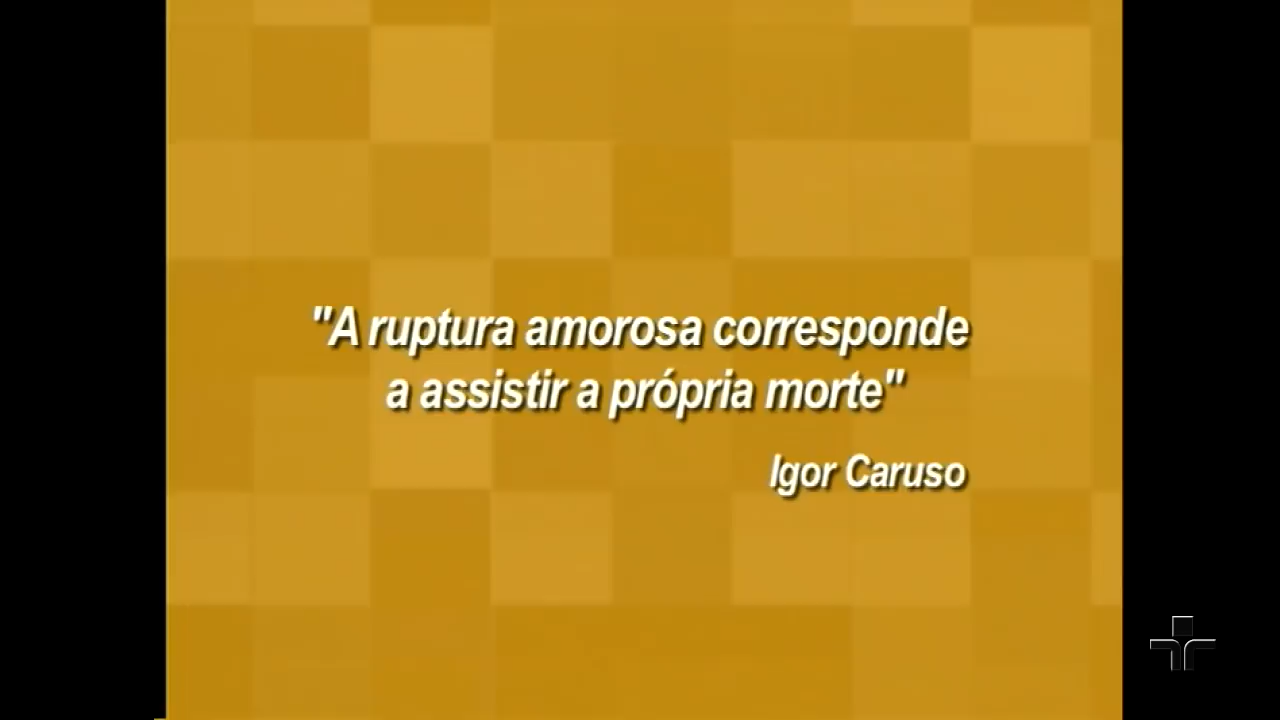 "A ruptura amorosa corresponde
a assistir a própria morte"
Igor Caruso